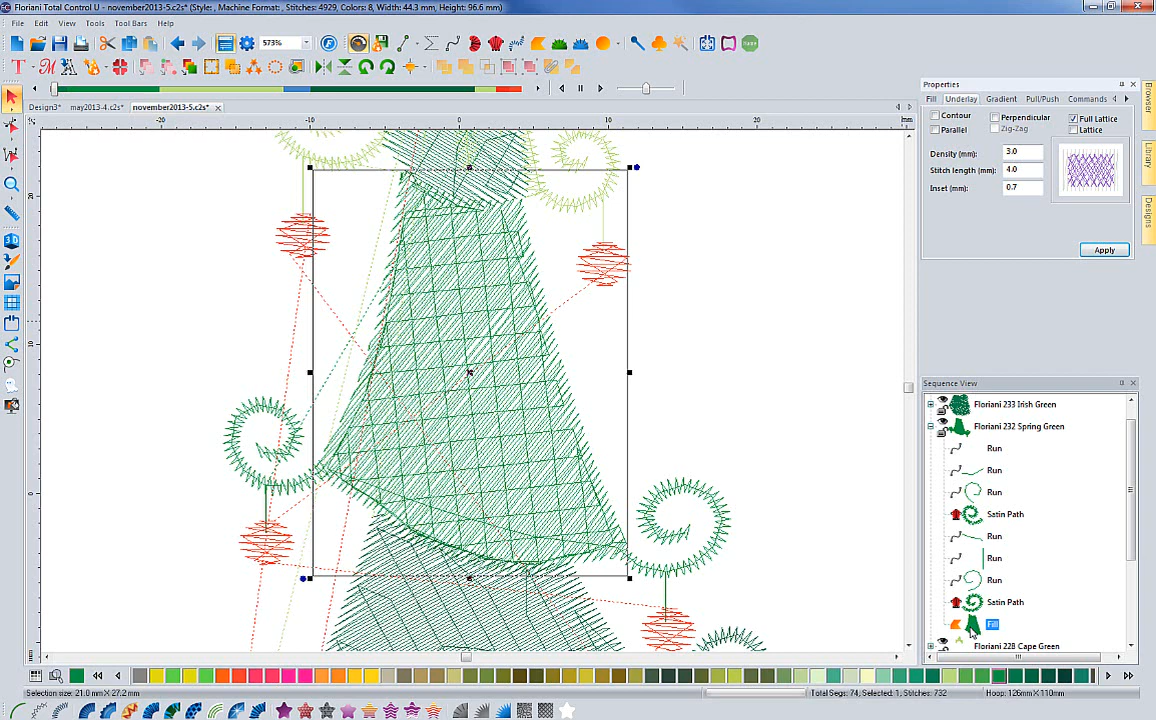 Floriani Total Control U - november2013-5.c2s* (Style: , Machine Format: , Stitches: 4929, Colors: 8, Width: 44.3 mm, Height: 96.6 mm)
File Edit View Tools Tool Bars Help
573%
Design3* may2013-4.c2s* november2013-5.c2s*
-20 -10 0 10 20
mm
20
10
0
Properties
Fill Underlay Gradient Pull/Push Commands
Contour Perpendicular Full Lattice
Parallel Zig-Zag Lattice
Density (mm): 3.0
Stitch length (mm): 4.0
Inset (mm): 0.7
Apply
Browser
Library
Designs
Sequence View
Floriani 233 Irish Green
Floriani 232 Spring Green
Run
Run
Run
Satin Path
Run
Run
Run
Satin Path
Fill
Floriani 228 Cape Green
Selection size: 21.0 mm X 27.2 mm Total Segs: 74, Selected: 1, Stitches: 732 Hoop: 126mm X 110mm